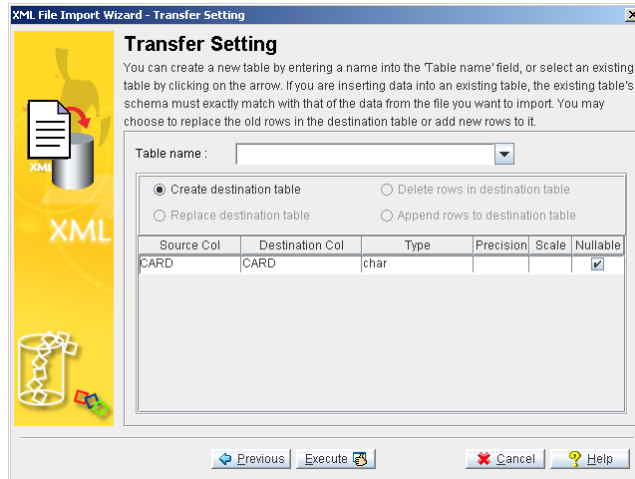 XML File Import Wizard - Transfer Setting
Transfer Setting
You can create a new table by entering a name into the 'Table name' field, or select an existing
table by clicking on the arrow. If you are inserting data into an existing table, the existing table's
schema must exactly match with that of the data from the file you want to import. You may
choose to replace the old rows in the destination table or add new rows to it.
Table name :
XML
XML
Create destination table Delete rows in destination table
Replace destination table Append rows to destination table
Source Col Destination Col Type Precision Scale Nullable
CARD CARD char
Previous Execute Cancel Help